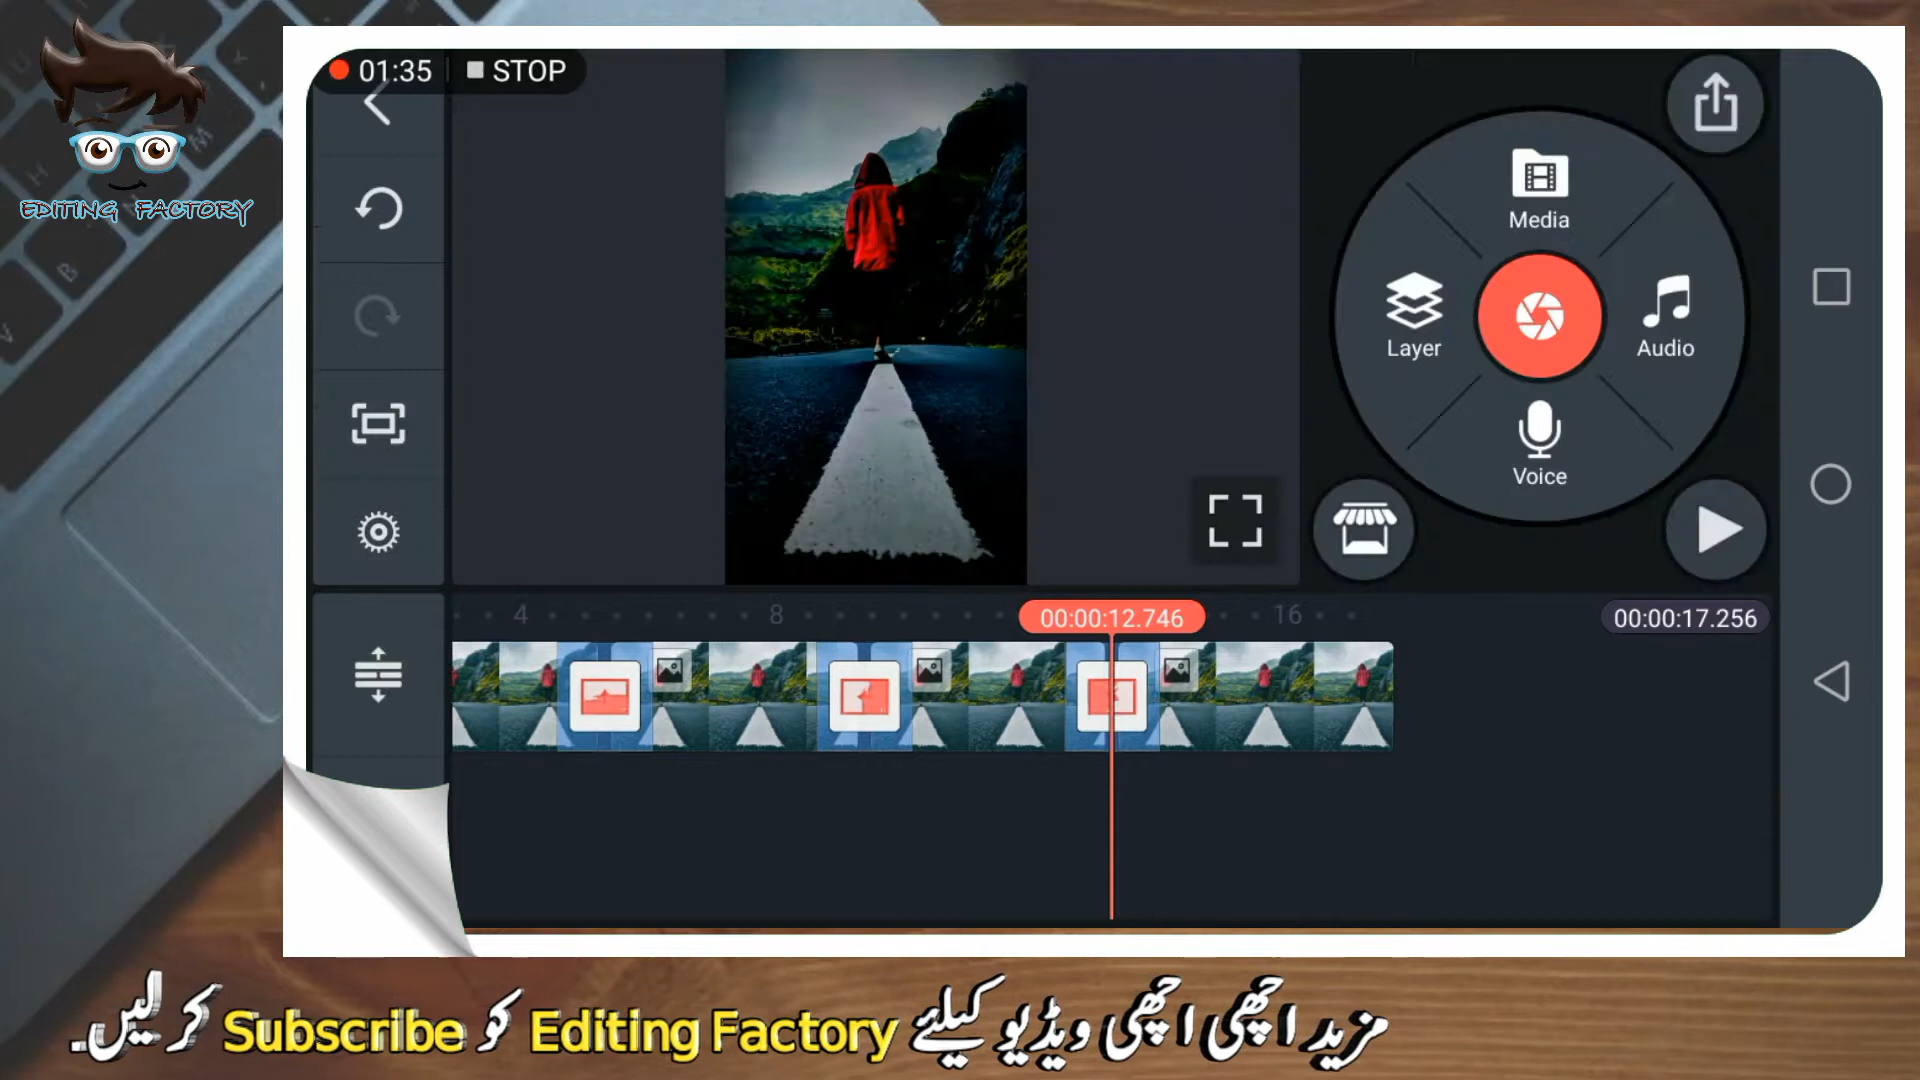 01:35 STOP
EDITING FACTORY
Media
Layer
Audio
Voice
4 8 00:00:12.746 16 00:00:17.256
مزید اچھی اچھی ویڈیو کیلئے Editing Factory کو Subscribe کر لیں۔